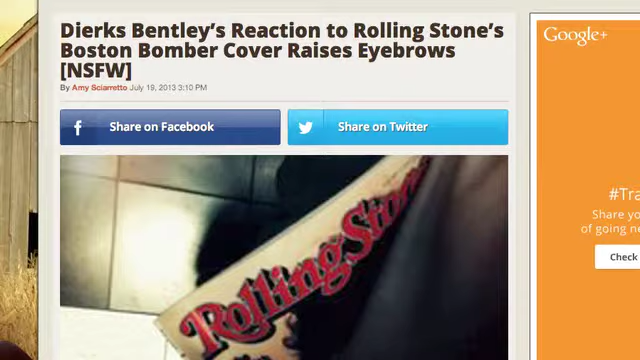 Dierks Bentley’s Reaction to Rolling Stone’s
Boston Bomber Cover Raises Eyebrows
[NSFW]
By Amy Sciarretto July 19, 2013 3:10 PM
Share on Facebook
Share on Twitter
Rolling Stone
Google+
#Tra
Share yo
of going ne
Check